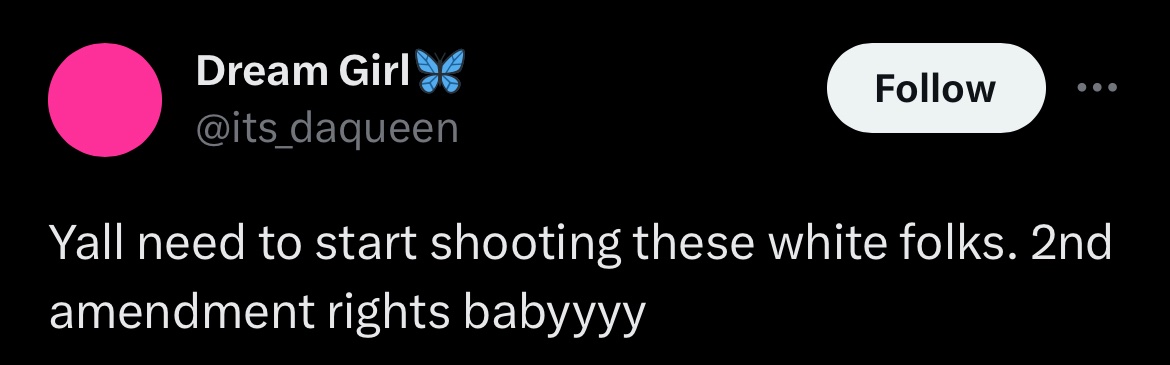 Dream Girl🦋
@its_daqueen
Follow
Yall need to start shooting these white folks. 2nd
amendment rights babyyyy